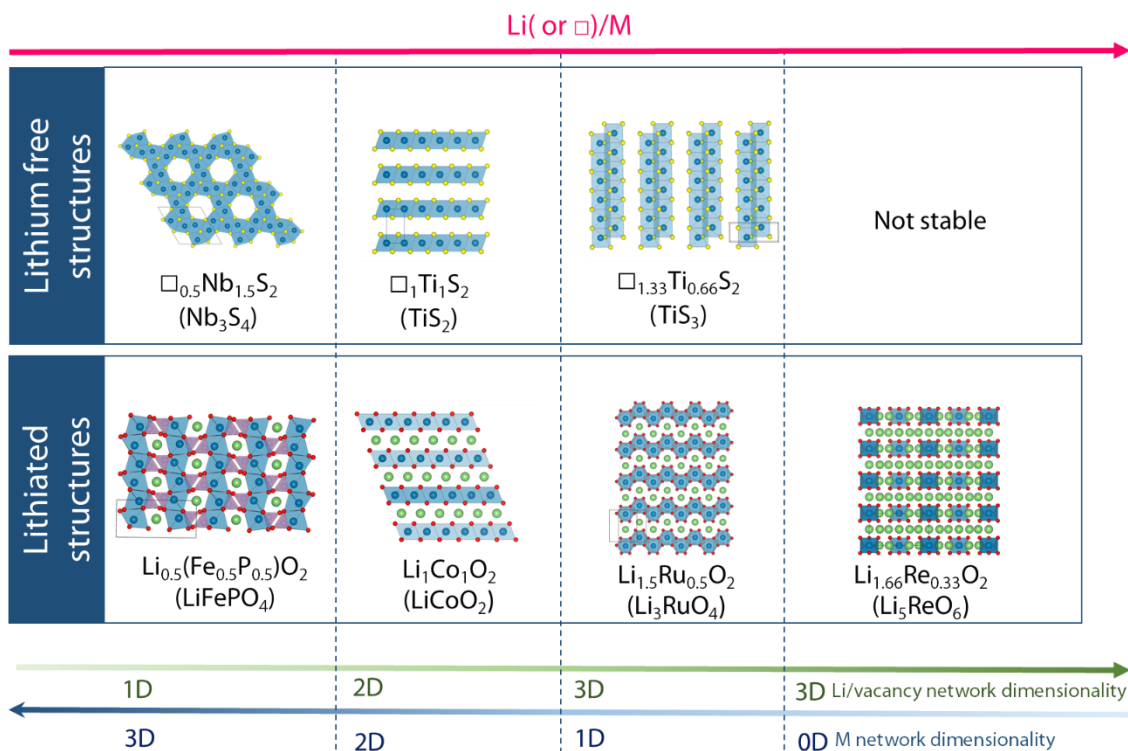 Li( or □)/M
Lithium free
structures
□₀.₅Nb₁.₅S₂
(Nb₃S₄)
□₁Ti₁S₂
(TiS₂)
□₁.₃₃Ti₀.₆₆S₂
(TiS₃)
Not stable
Lithiated
structures
Li₀.₅(Fe₀.₅P₀.₅)O₂
(LiFePO₄)
Li₁Co₁O₂
(LiCoO₂)
Li₁.₅Ru₀.₅O₂
(Li₃RuO₄)
Li₁.₆₆Re₀.₃₃O₂
(Li₅ReO₆)
1D 2D 3D 3D Li/vacancy network dimensionality
3D 2D 1D 0D M network dimensionality